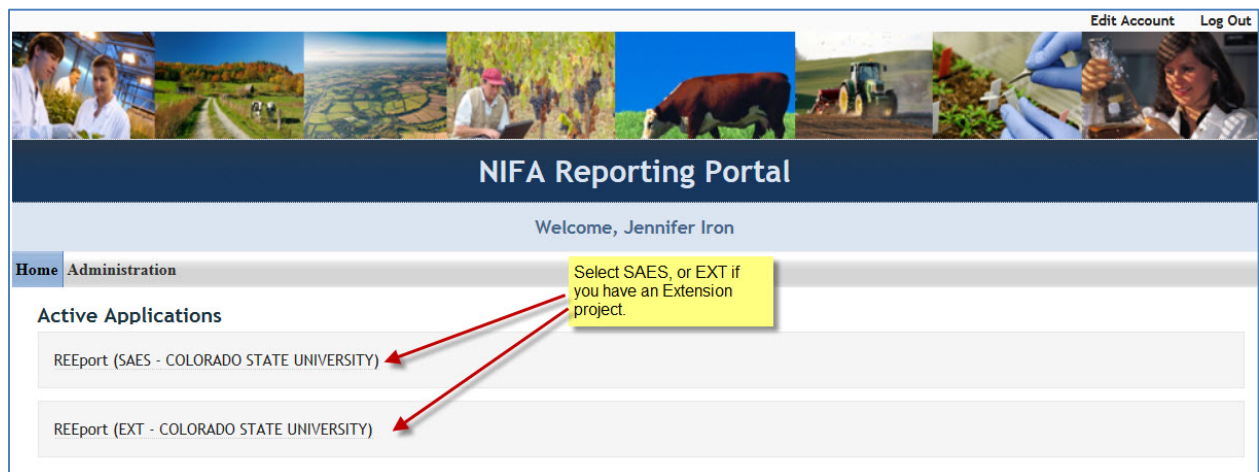 Edit Account Log Out
NIFA Reporting Portal
Welcome, Jennifer Iron
Home Administration
Select SAES, or EXT if
you have an Extension
project.
Active Applications
REEport (SAES - COLORADO STATE UNIVERSITY)
REEport (EXT - COLORADO STATE UNIVERSITY)